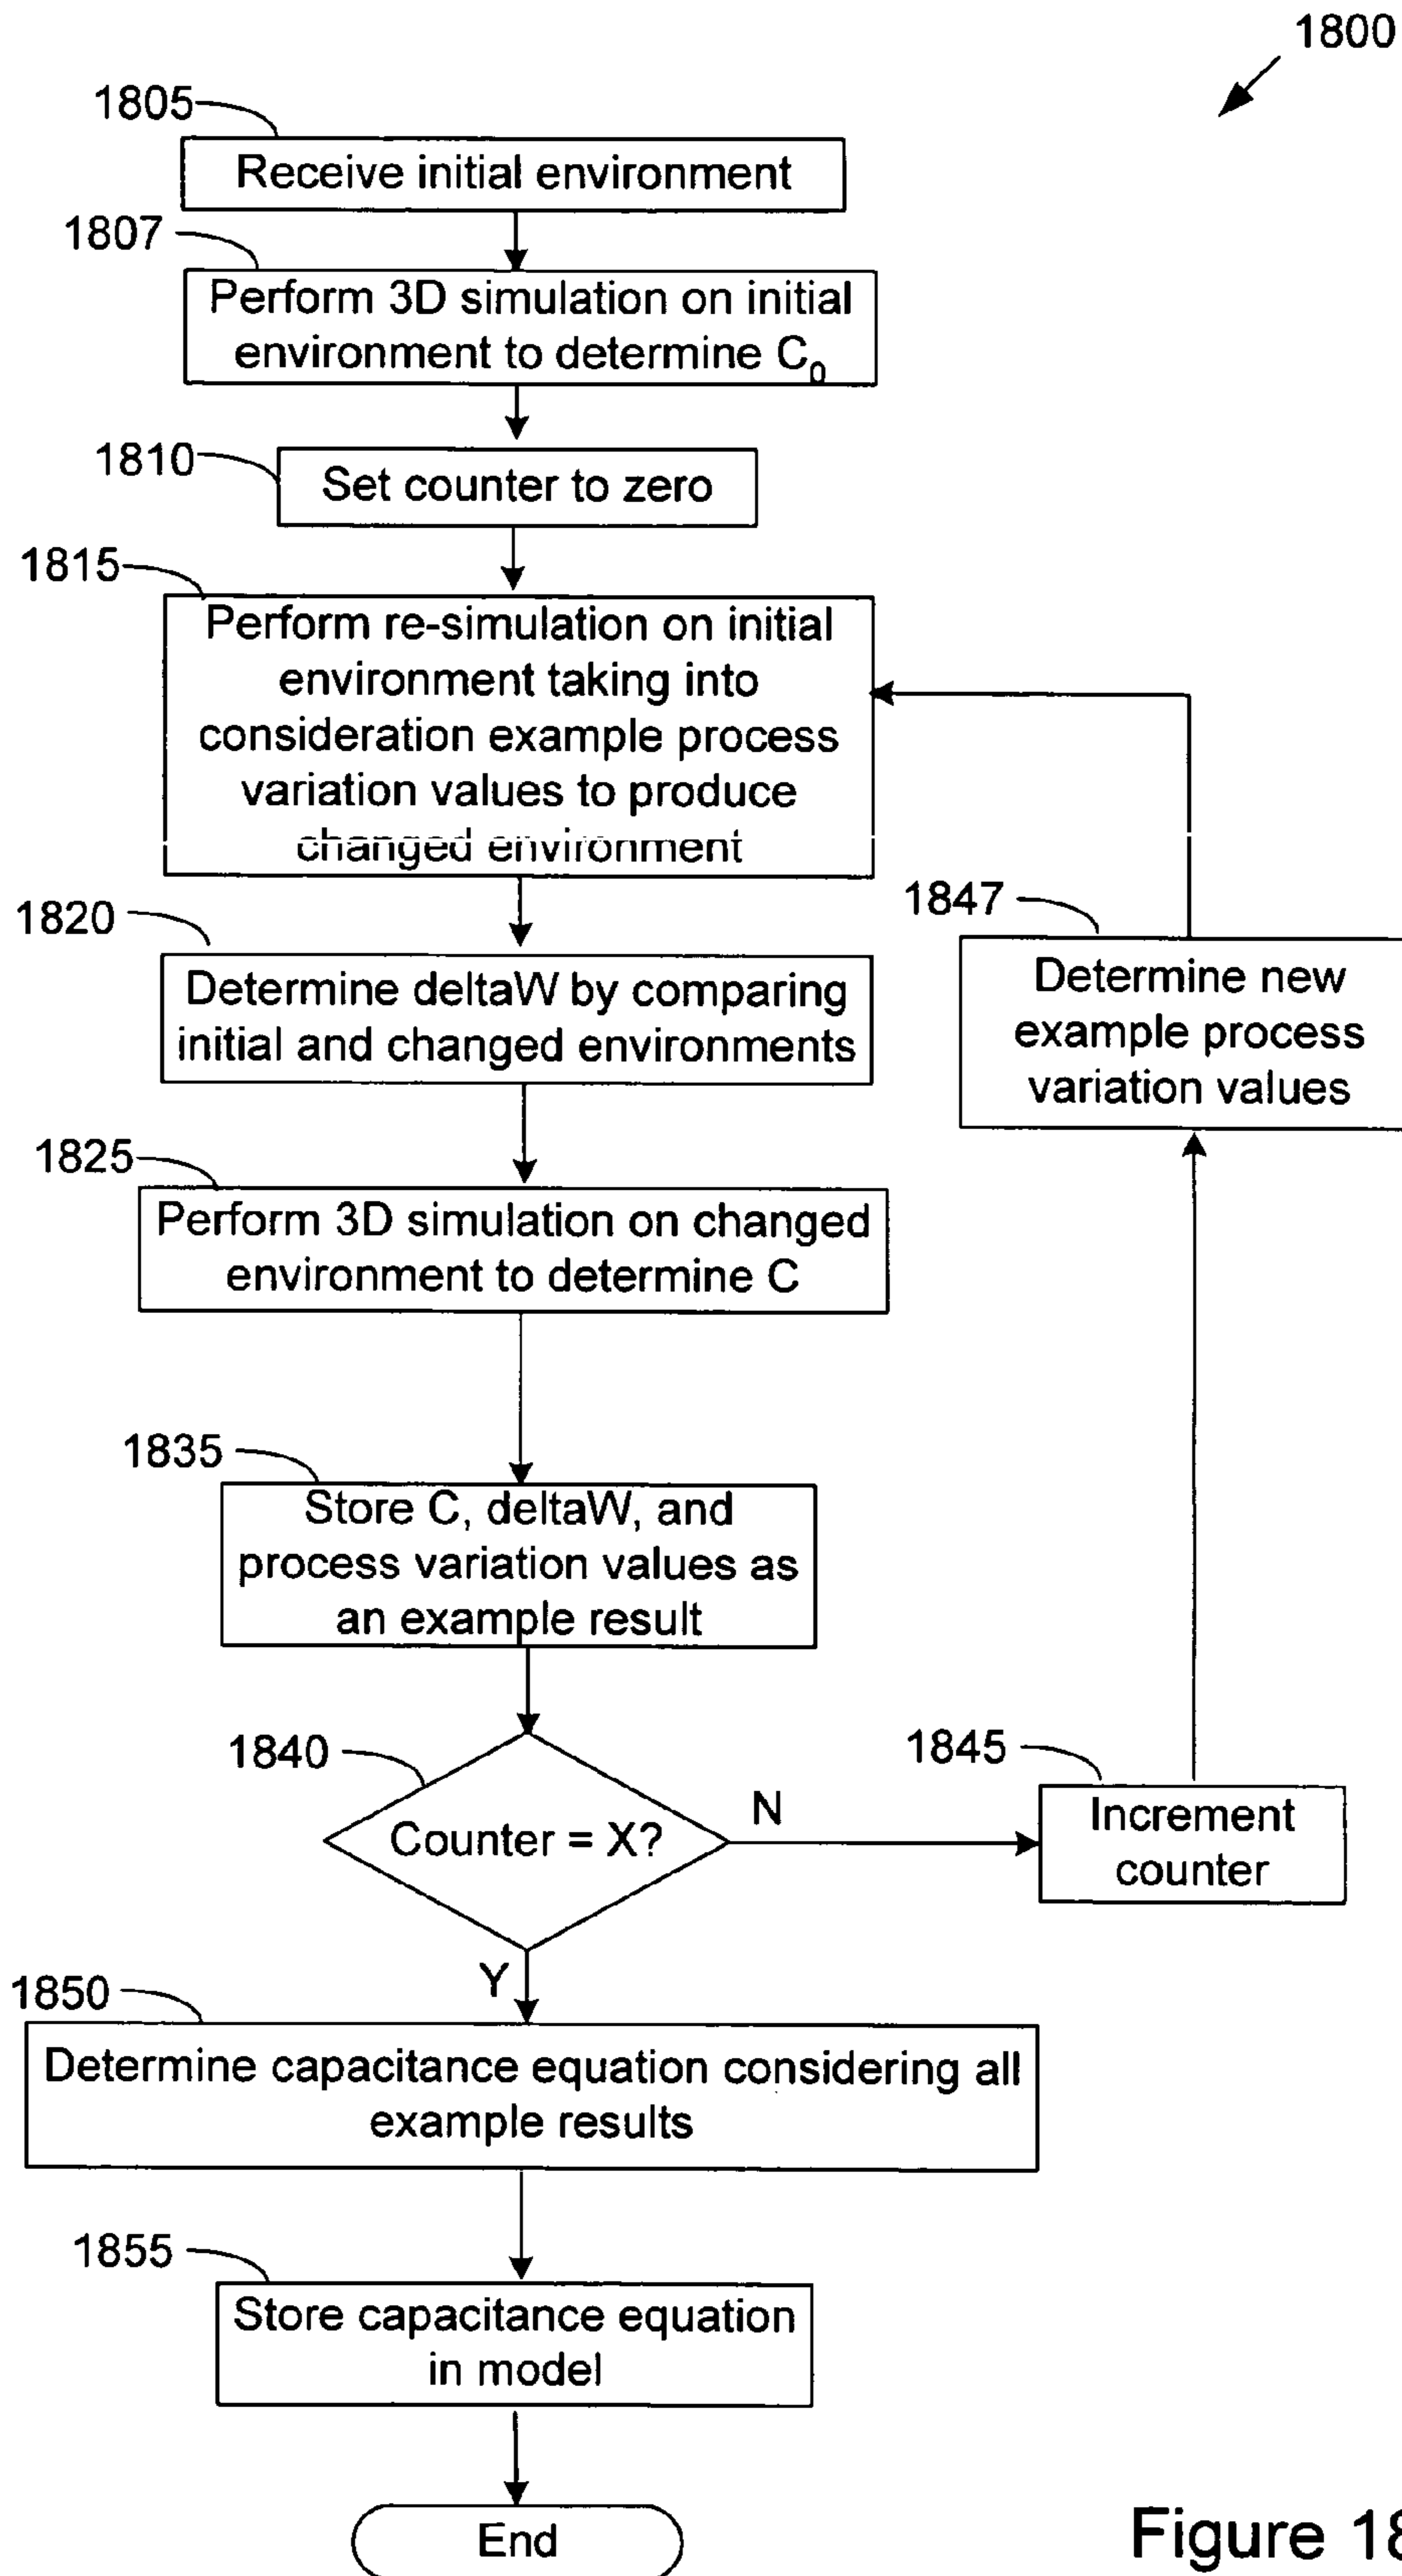 1800
1805
Receive initial environment
1807
Perform 3D simulation on initial
environment to determine C₀
1810
Set counter to zero
1815
Perform re-simulation on initial
environment taking into
consideration example process
variation values to produce
changed environment
1820
Determine deltaW by comparing
initial and changed environments
1847
Determine new
example process
variation values
1825
Perform 3D simulation on changed
environment to determine C
1835
Store C, deltaW, and
process variation values as
an example result
1840
Counter = X?
N
1845
Increment
counter
Y
1850
Determine capacitance equation considering all
example results
1855
Store capacitance equation
in model
End
Figure 18